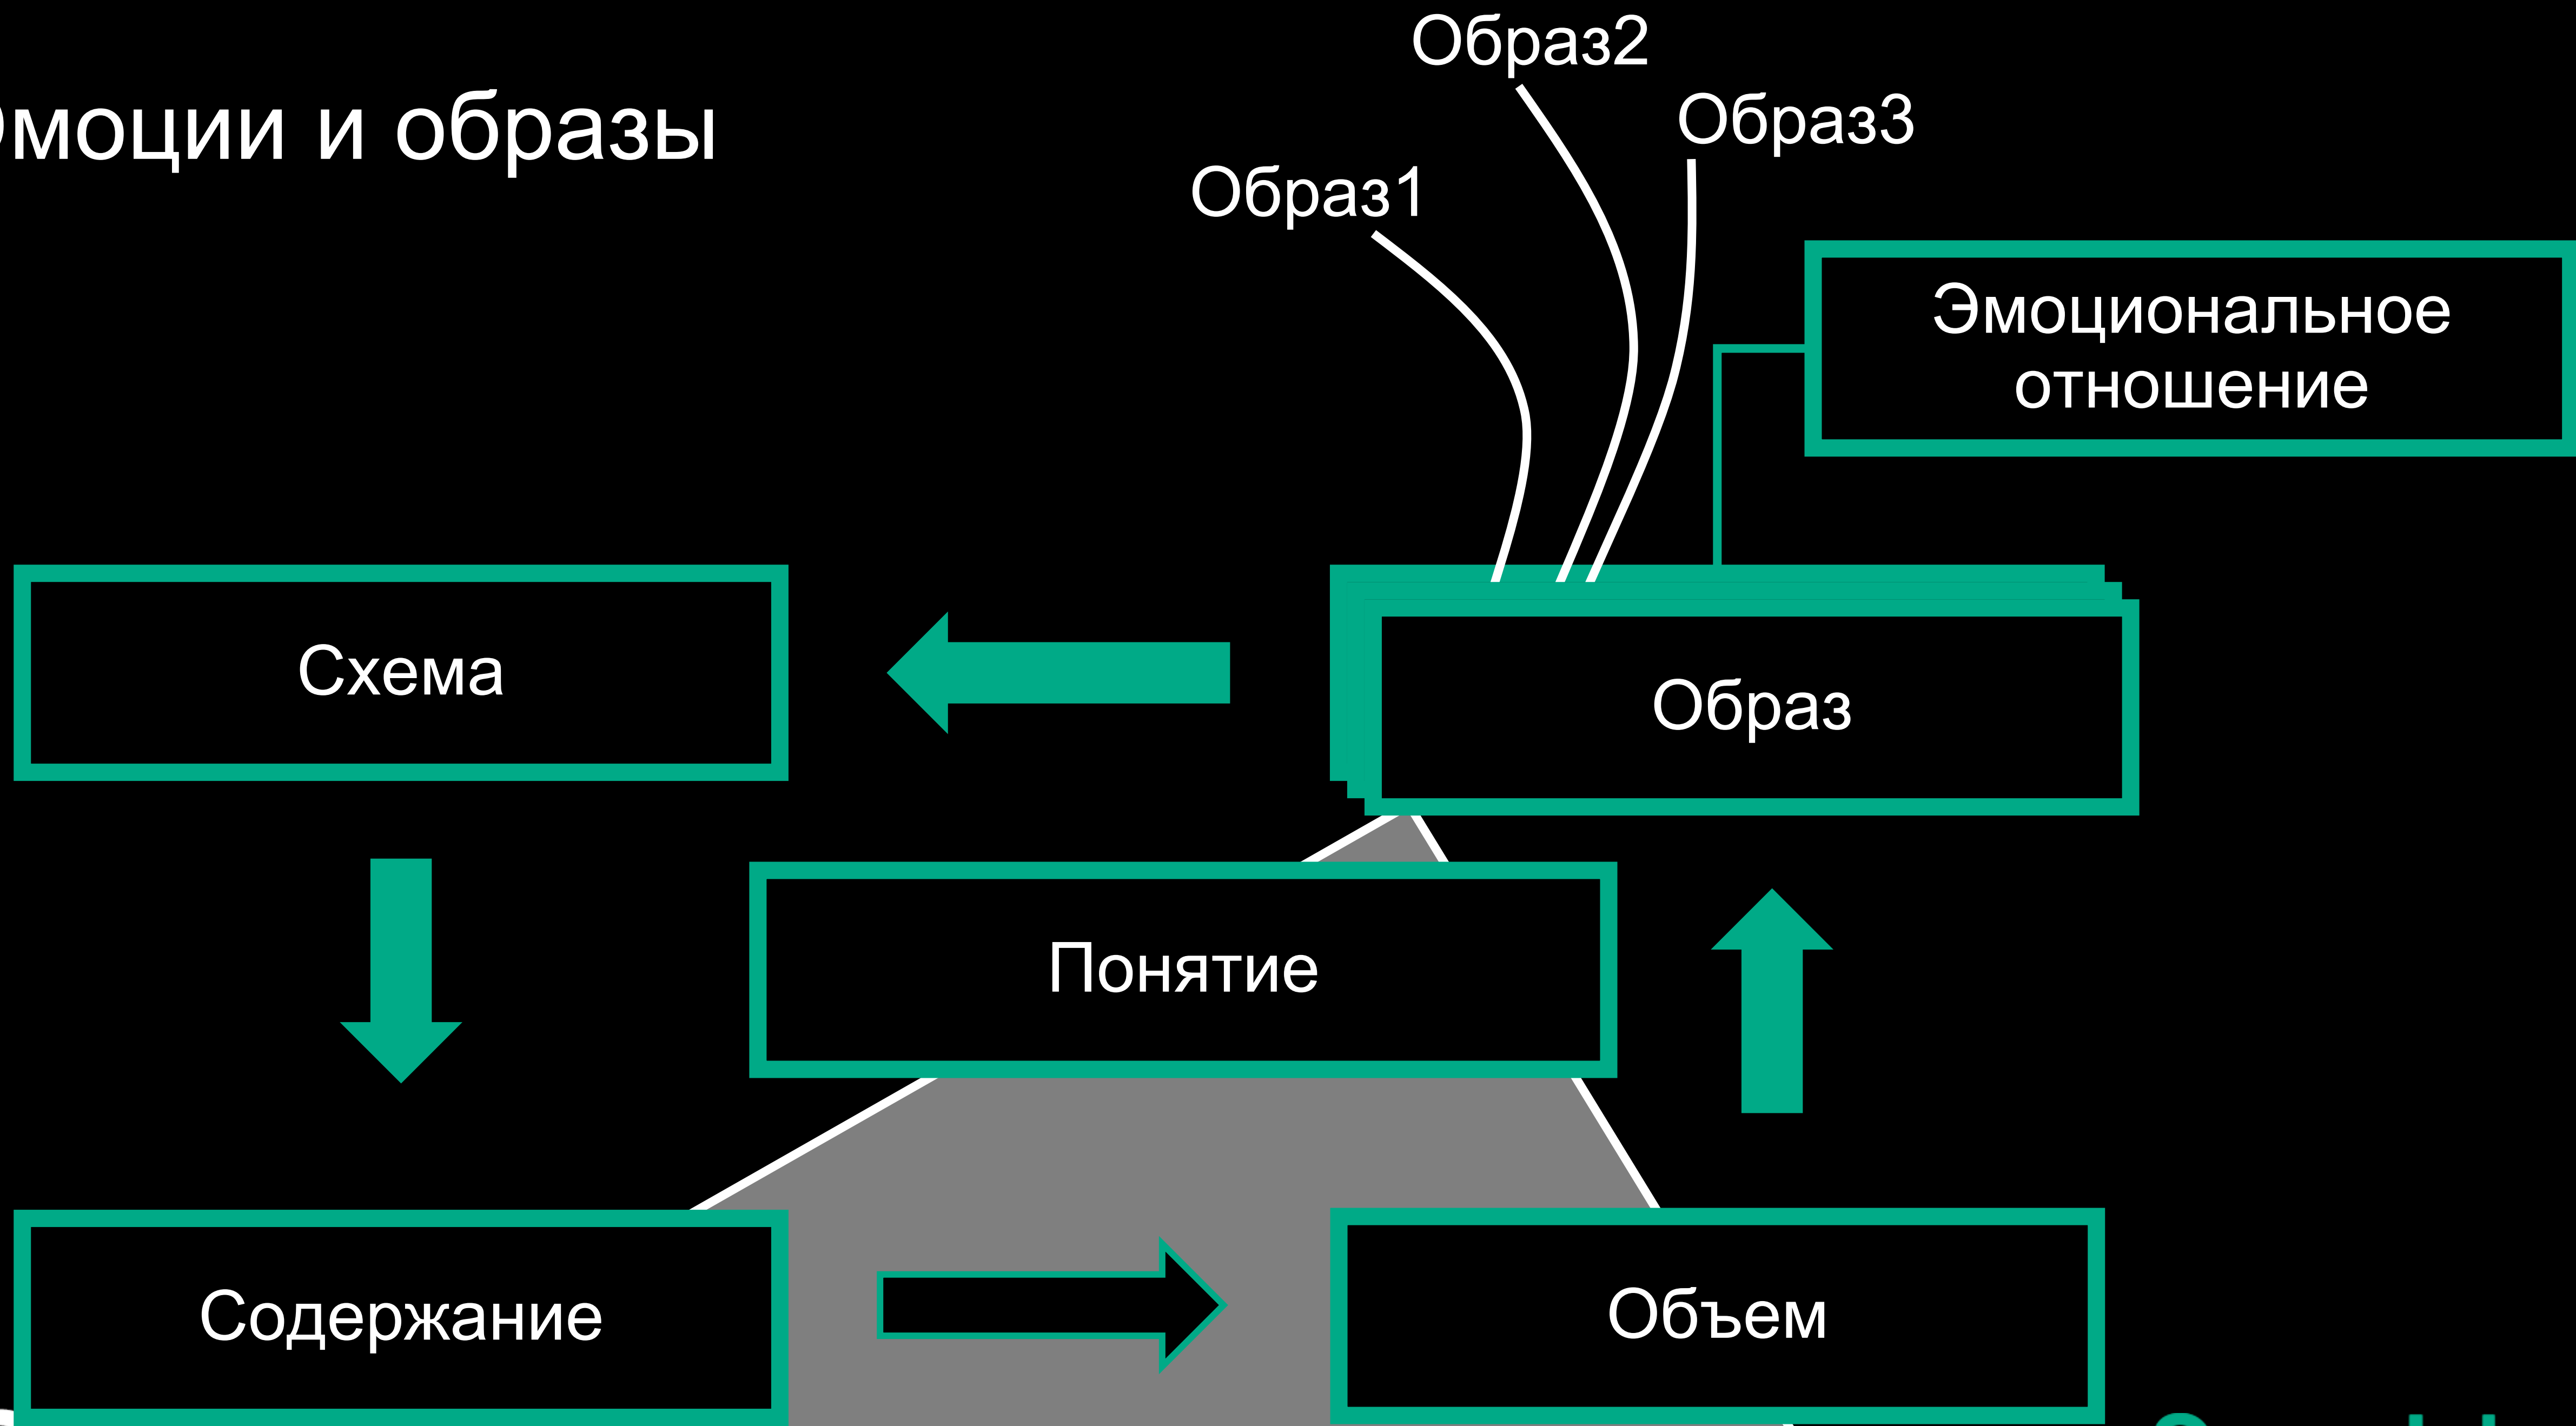 Эмоции и образы
Образ2
Образ3
Образ1
Эмоциональное
отношение
Схема
Образ
Понятие
Содержание
Объем